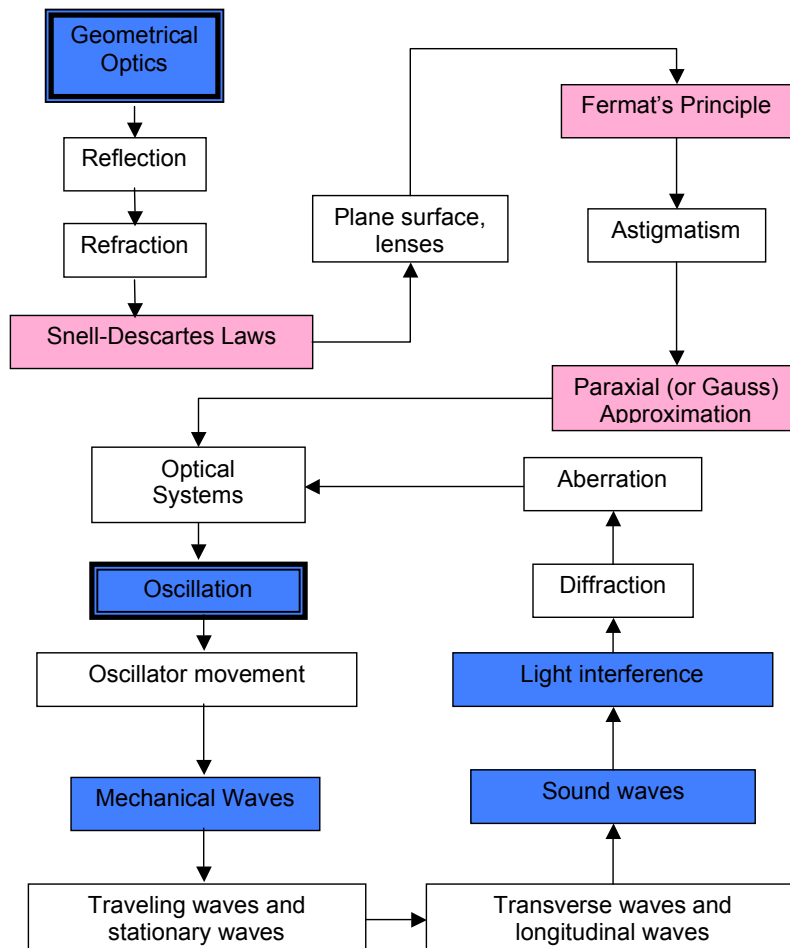 Geometrical
Optics
Reflection
Refraction
Snell-Descartes Laws
Plane surface,
lenses
Fermat's Principle
Astigmatism
Paraxial (or Gauss)
Approximation
Optical
Systems
Oscillation
Oscillator movement
Mechanical Waves
Traveling waves and
stationary waves
Transverse waves and
longitudinal waves
Sound waves
Light interference
Diffraction
Aberration